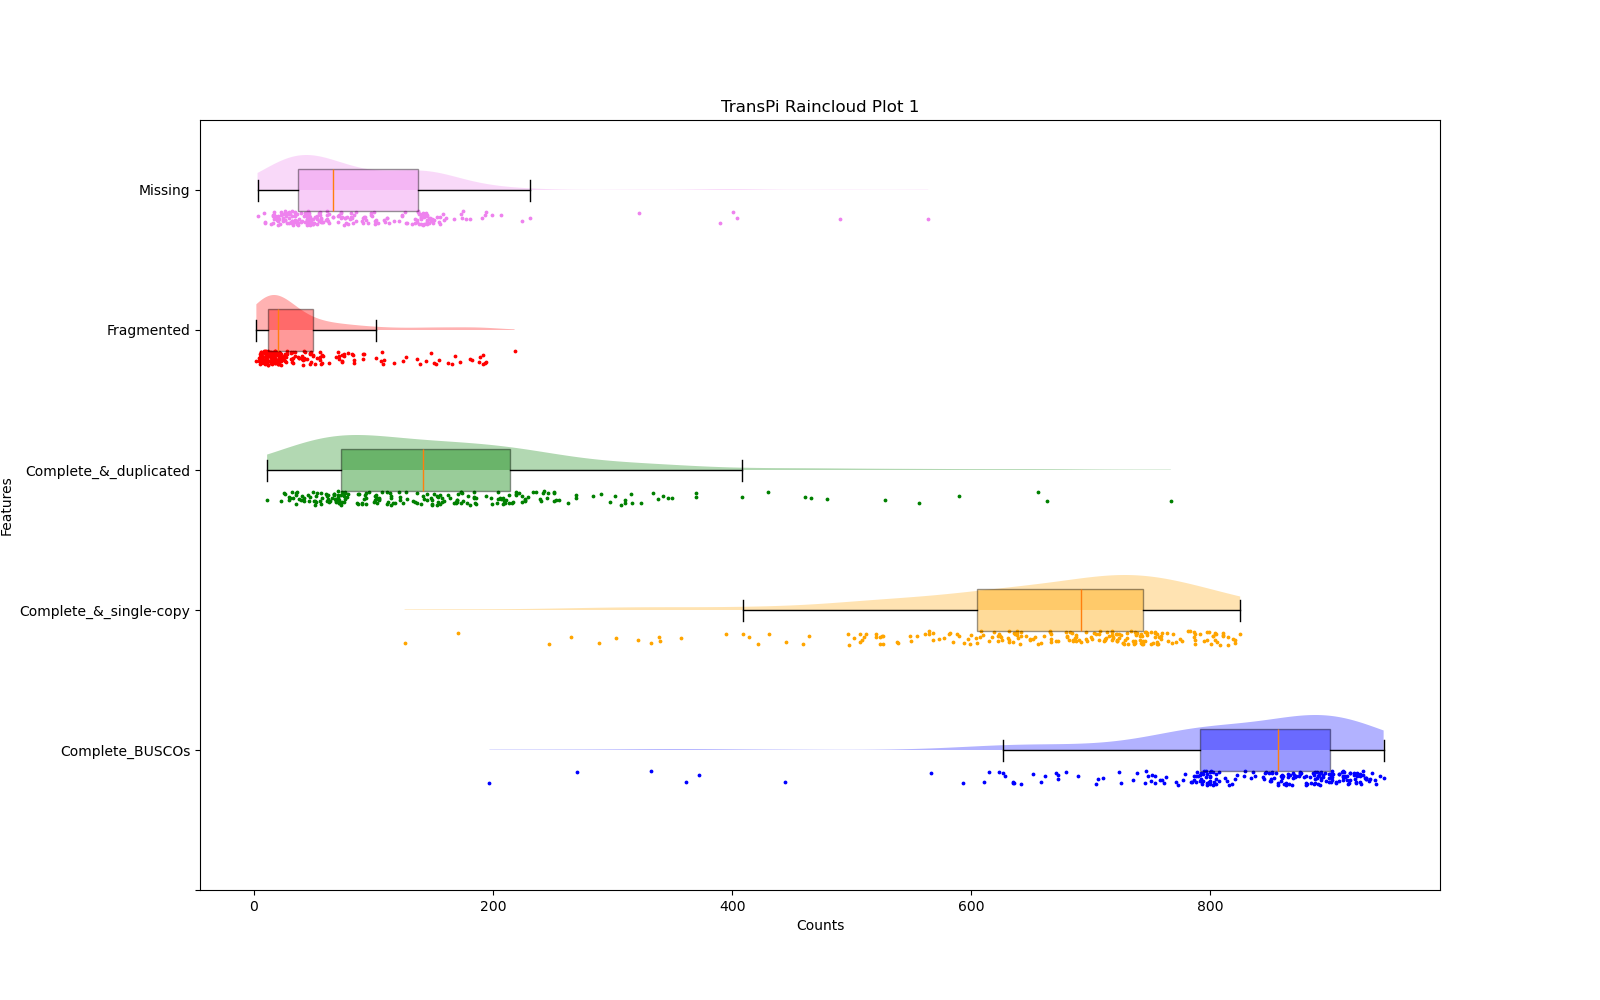 TransPi Raincloud Plot 1
Missing
Fragmented
Complete_&_duplicated
Features
Complete_&_single-copy
Complete_BUSCOs
0 200 400 600 800
Counts